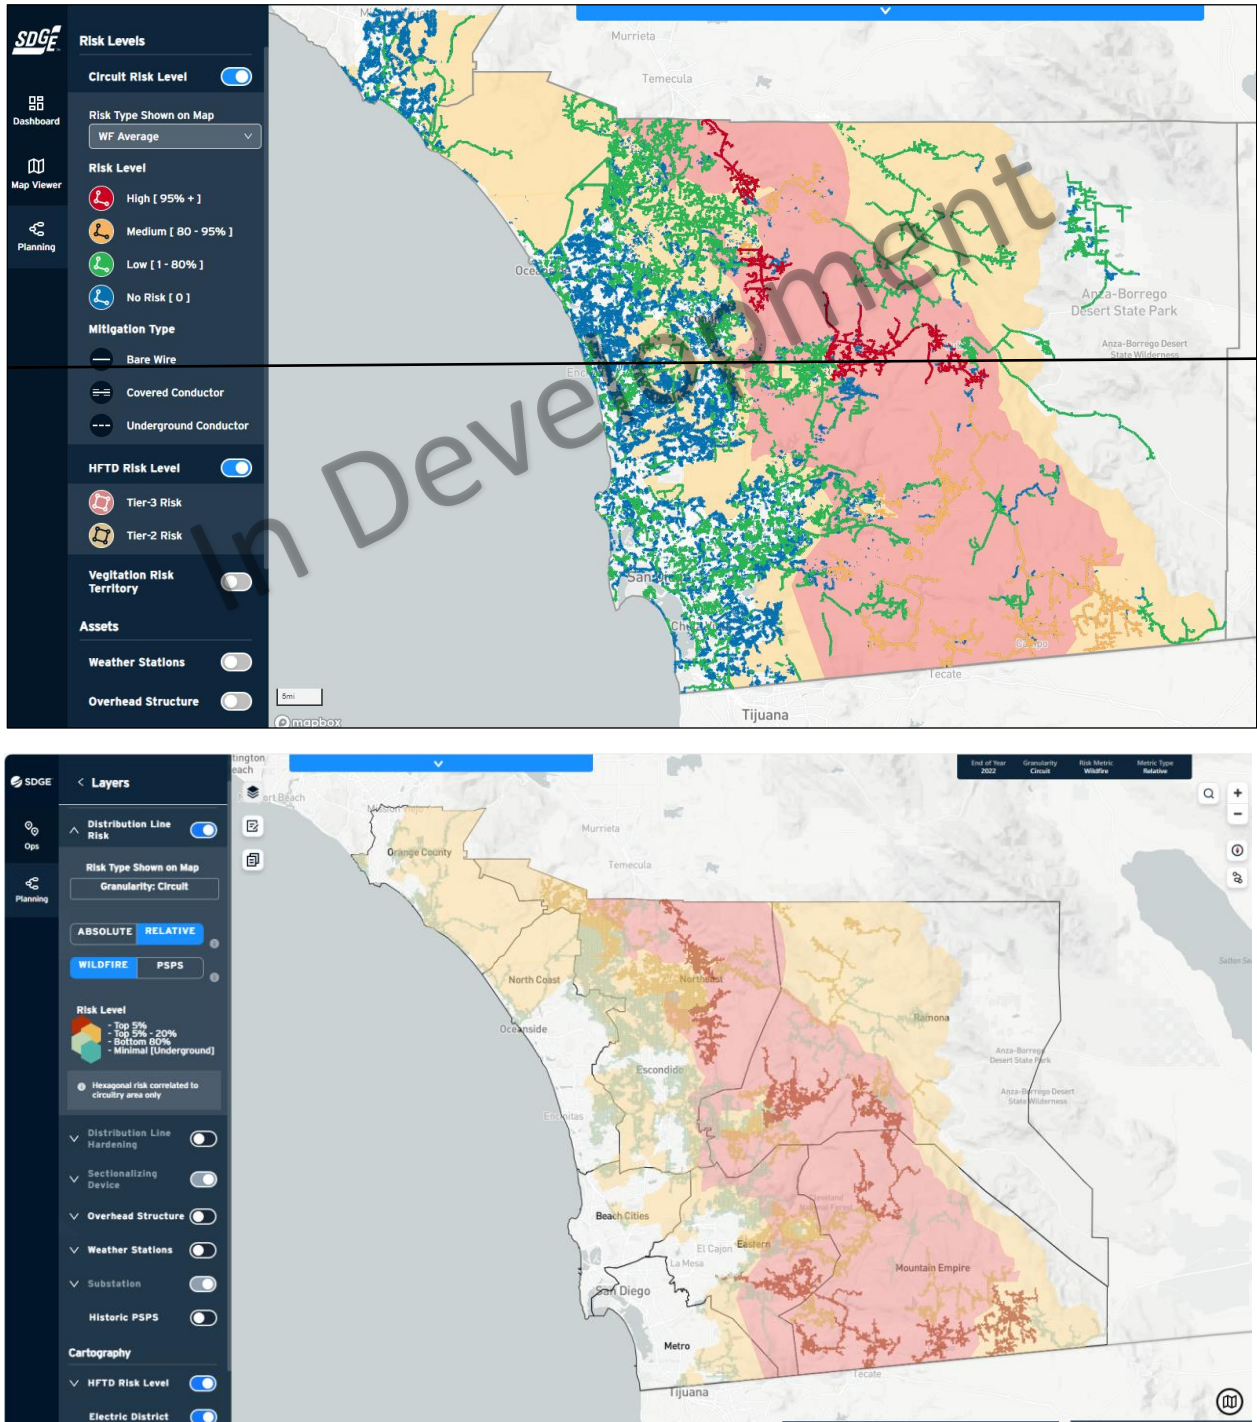 SDGE
Dashboard
Map Viewer
Planning
Risk Levels
Circuit Risk Level
Risk Type Shown on Map
WF Average
Risk Level
High [ 95% + ]
Medium [ 80 - 95% ]
Low [ 1 - 80% ]
No Risk [ 0 ]
Mitigation Type
Bare Wire
Covered Conductor
Underground Conductor
HFTD Risk Level
Tier-3 Risk
Tier-2 Risk
Vegitation Risk
Territory
Assets
Weather Stations
Overhead Structure
Murrieta
Temecula
Anza-Borrego
Desert State Park
Anza-Borrego Desert
State Wilderness
In Development
Tecate
Tijuana
5mi
mapbox
SDGE
Ops
Planning
< Layers
Distribution Line
Risk
Risk Type Shown on Map
Granularity: Circuit
ABSOLUTE RELATIVE
WILDFIRE PSPS
Risk Level
- Top 5%
- Top 5% - 20%
- Bottom 80%
- Minimal [Underground]
Hexagonal risk correlated to
circuitry area only
Distribution Line
Hardening
Sectionalizing
Device
Overhead Structure
Weather Stations
Substation
Historic PSPS
Cartography
HFTD Risk Level
Electric District
End of Year Granularity Risk Metric Metric Type
2022 Circuit Wildfire Relative
Murrieta
Orange County
Temecula
North Coast
Northeast
Oceanside
Ramona
Anza-Borrego
Desert State Park
Escondido
Anza-Borrego Desert
State Wilderness
Encinitas
Cleveland
National Forest
Beach Cities
El Cajon
Eastern
La Mesa
Mountain Empire
San Diego
Metro
Tecate
Tijuana